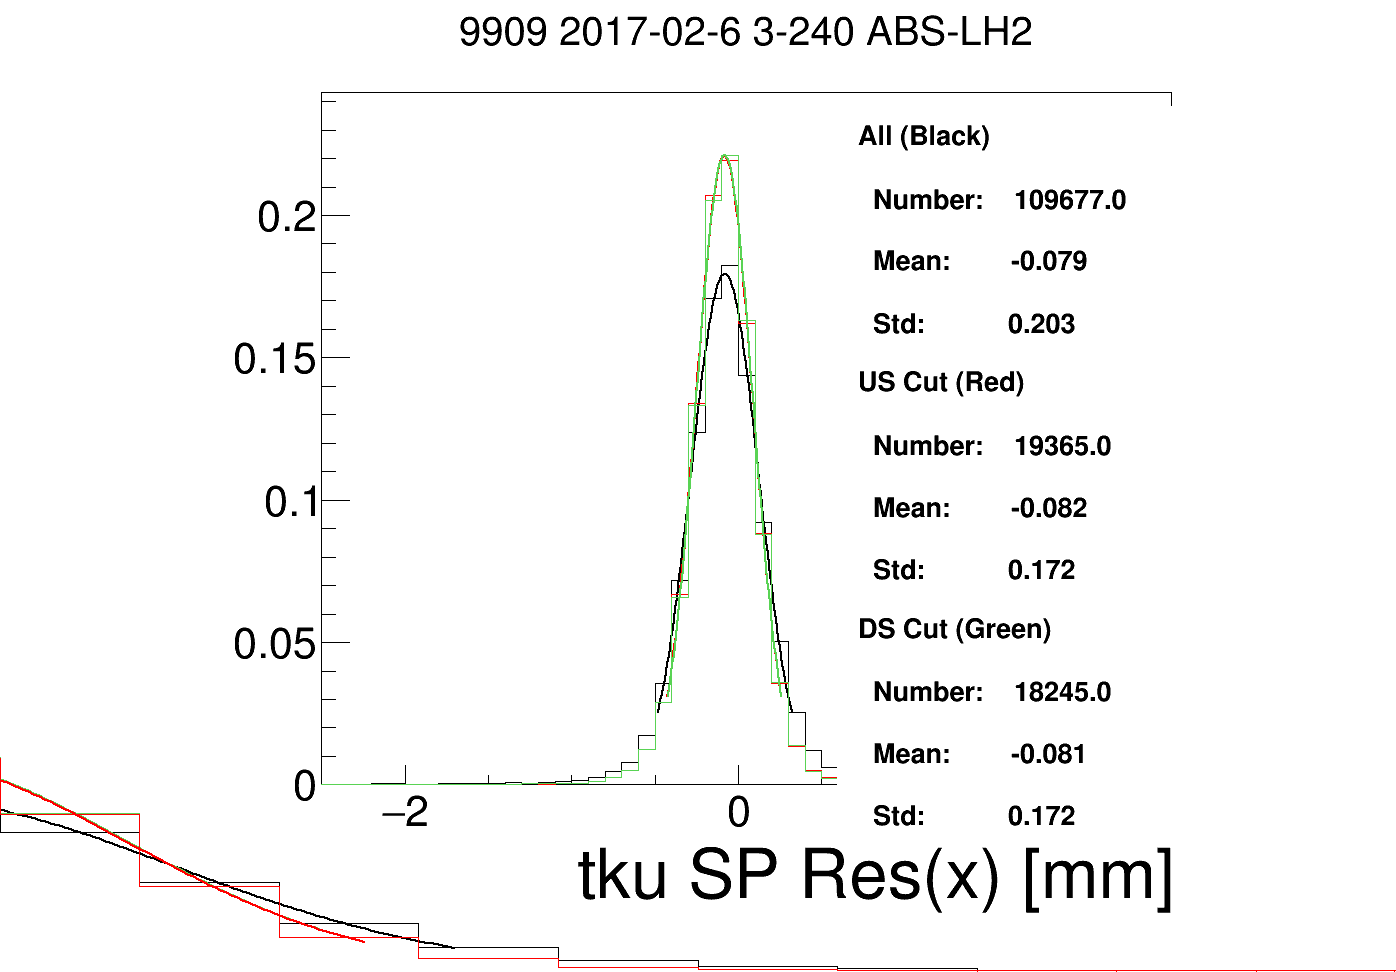 9909 2017-02-6 3-240 ABS-LH2
All (Black)
Number: 109677.0
Mean: -0.079
Std: 0.203
US Cut (Red)
Number: 19365.0
Mean: -0.082
Std: 0.172
DS Cut (Green)
Number: 18245.0
Mean: -0.081
Std: 0.172
0.2
0.15
0.1
0.05
0
−2 0
tku SP Res(x) [mm]